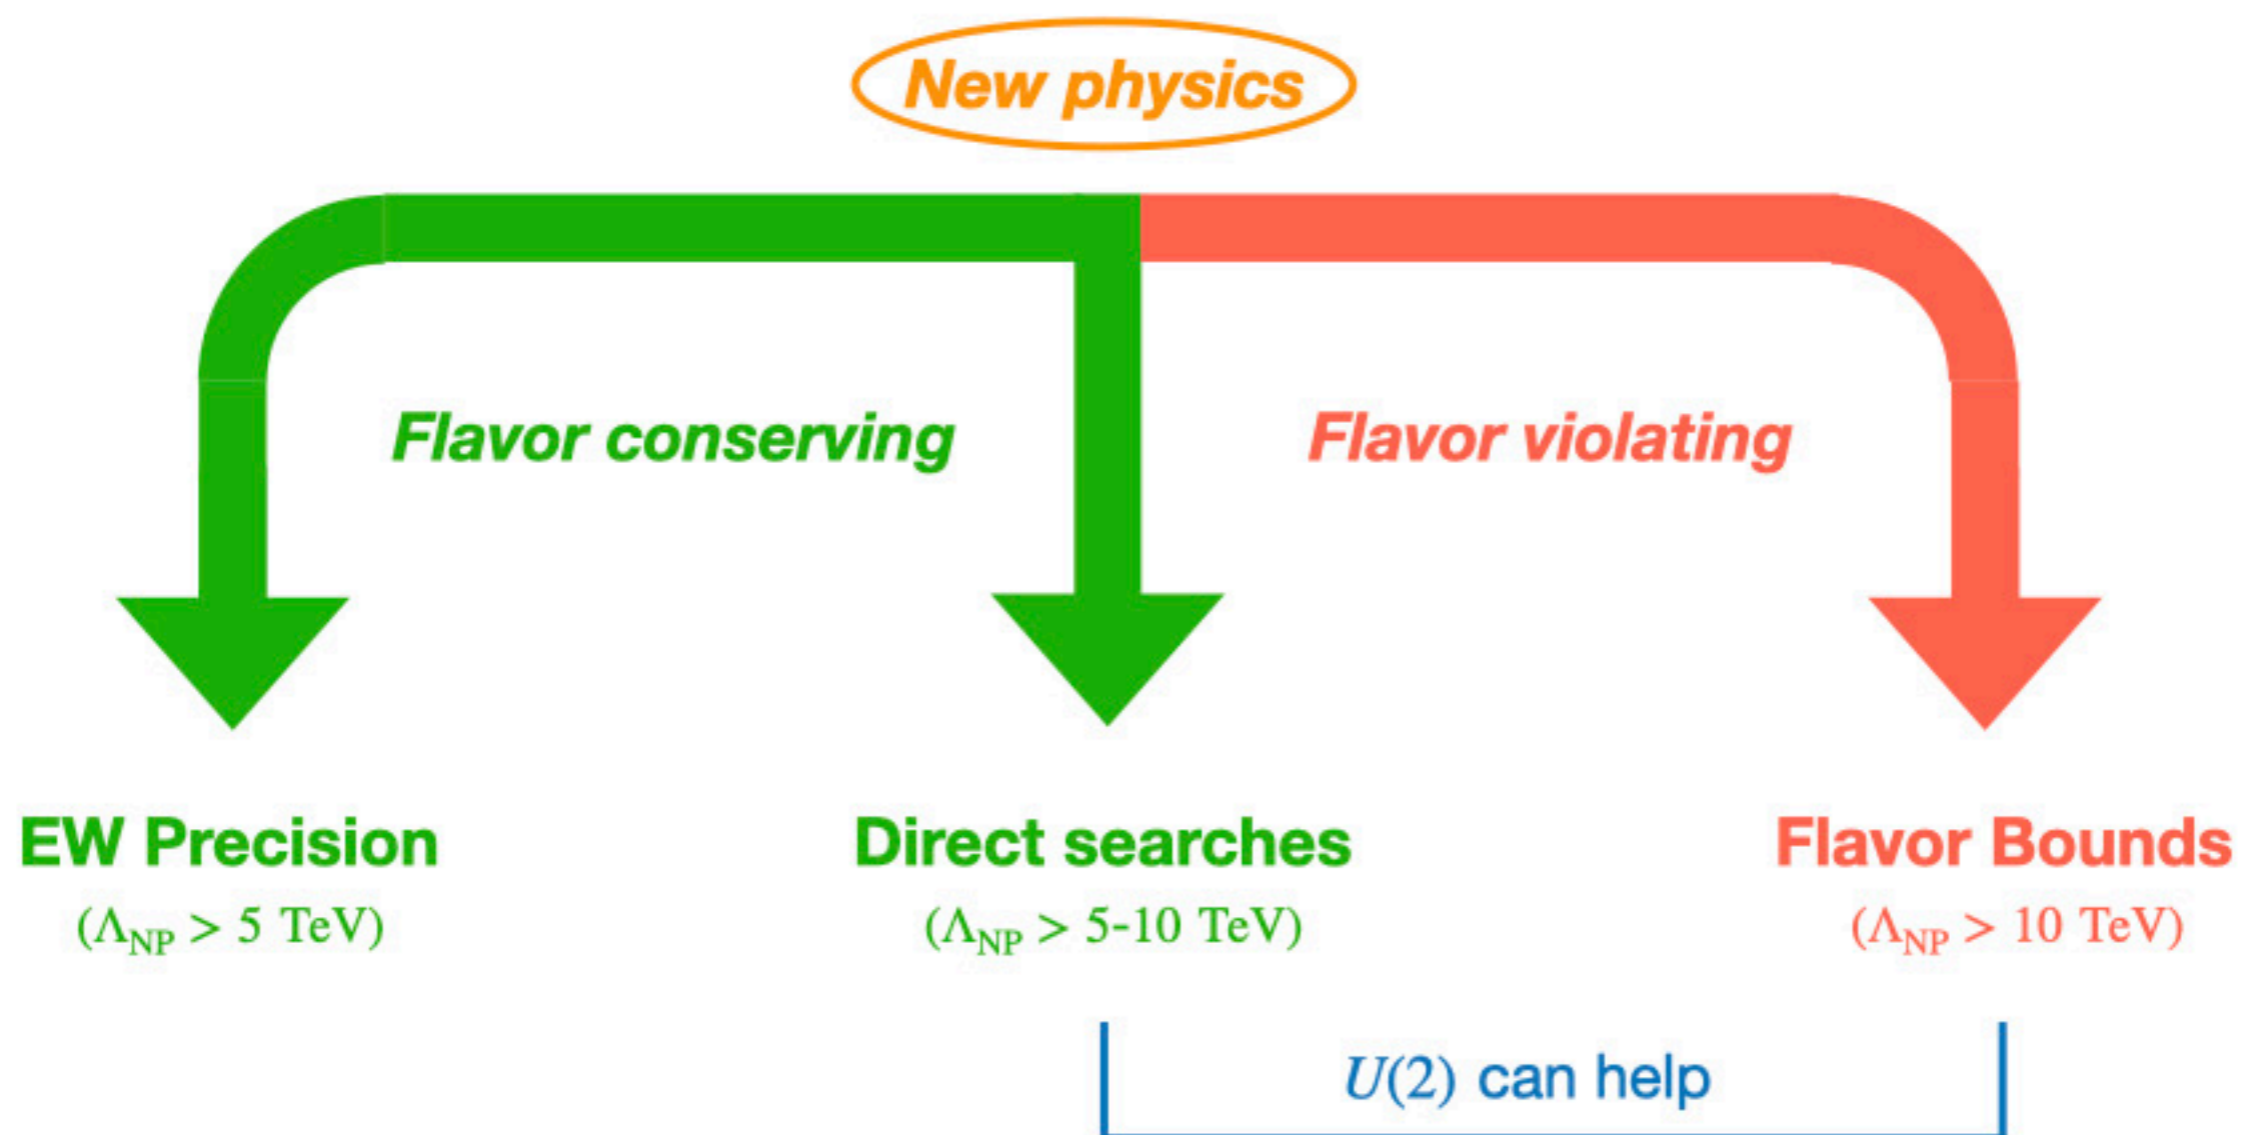 New physics
Flavor conserving
Flavor violating
EW Precision
(Λ_NP > 5 TeV)
Direct searches
(Λ_NP > 5-10 TeV)
Flavor Bounds
(Λ_NP > 10 TeV)
U(2) can help